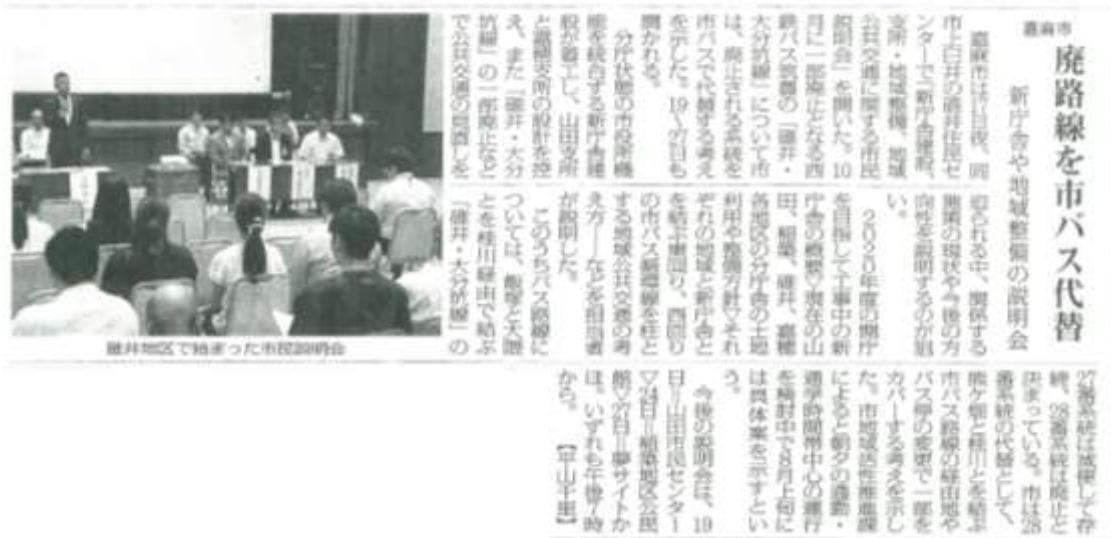 嘉麻市
廃路線を市バス代替
新庁舎や地域整備の説明会
嘉麻市は11日夜、同
市上臼井の碓井住民セ
ンターで「新庁舎建設、
支所・地域整備、地域
公共交通に関する市民
説明会」を開いた。10
月に一部廃止となる西
鉄バス筑豊の「碓井・
大分坑線」について市
は、廃止される系統を
市バスで代替する考え
を示した。19~27日も
開かれる。
分庁状態の市役所機
能を統合する新庁舎建
設が着工し、山田支所
と嘉穂支所の設計を控
え、また「碓井・大分
坑線」の一部廃止など
で公共交通の見直しを
迫られる中、関係する
施策の現状や今後の方
向性を説明するのが狙
い。
2020年度の開庁
を目指して工事中の新
庁舎の概要▽現在の山
田、稲築、碓井、嘉穂
各地区の分庁舎の土地
利用や整備方針▽それ
ぞれの地域と新庁舎と
を結ぶ東回り、西回り
の市バス循環線を柱と
する地域公共交通の考
え方――などを担当者
が説明した。
このうちバス路線に
ついては、飯塚と大隈
とを桂川経由で結ぶ
「碓井・大分坑線」の
27番系統は減便して存
続、28番系統は廃止と
決まっている。市は28
番系統の代替として、
熊ケ畑と桂川とを結ぶ
市バス路線の経由地や
バス停の変更で一部を
カバーする考えを示し
た。市地域活性推進課
によると朝夕の通勤・
通学時間帯中心の運行
を検討中で8月上旬に
は具体案を示すとい
う。
今後の説明会は、19
日=山田市民センター
▽24日=稲築地区公民
館▽27日=夢サイトか
ほ。いずれも午後7時
から。【平山千里】
碓井地区で始まった市民説明会